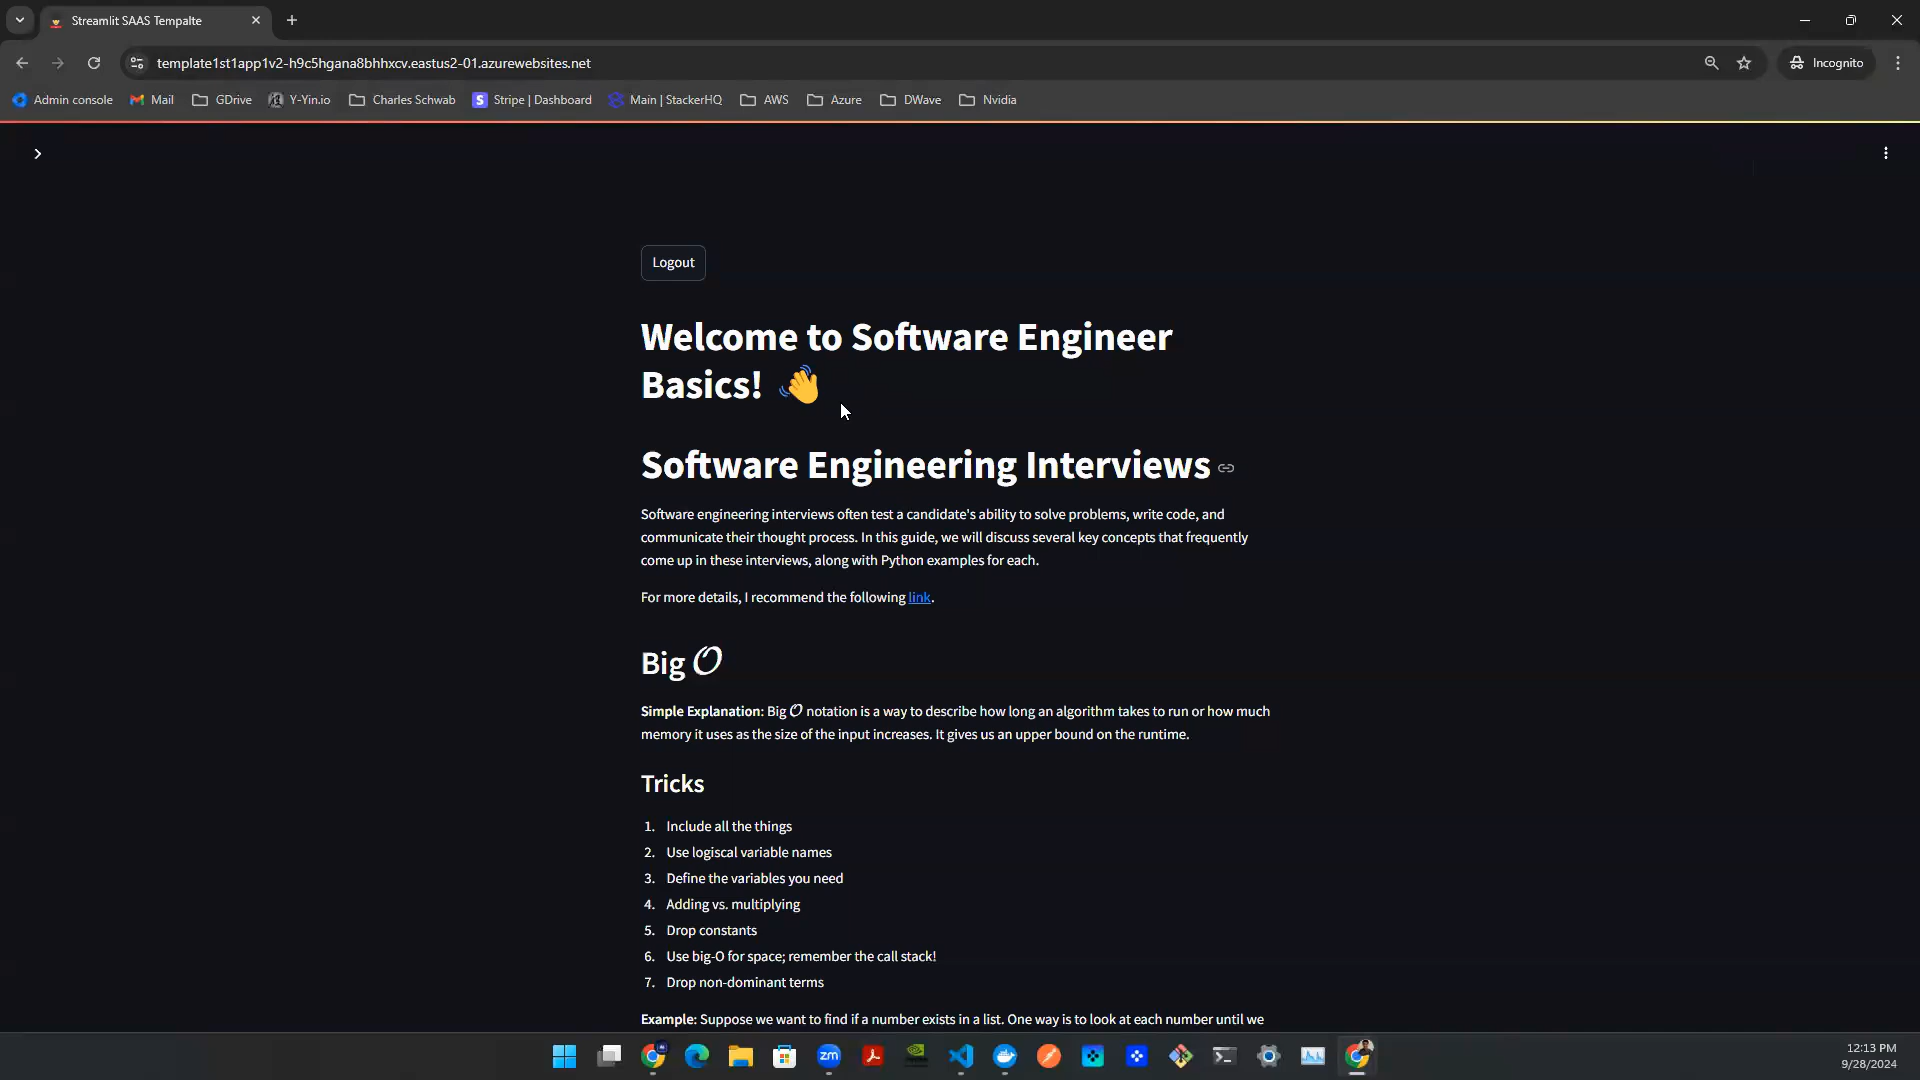 Streamlit SAAS Tempalte
template1st1app1v2-h9c5hgana8bhhxcv.eastus2-01.azurewebsites.net
Incognito
Admin console
Mail
GDrive
Y-Yin.io
Charles Schwab
Stripe | Dashboard
Main | StackerHQ
AWS
Azure
DWave
Nvidia
Logout
Welcome to Software Engineer
Basics! 👋
Software Engineering Interviews
Software engineering interviews often test a candidate's ability to solve problems, write code, and
communicate their thought process. In this guide, we will discuss several key concepts that frequently
come up in these interviews, along with Python examples for each.
For more details, I recommend the following link.
Big O
Simple Explanation: Big O notation is a way to describe how long an algorithm takes to run or how much
memory it uses as the size of the input increases. It gives us an upper bound on the runtime.
Tricks
1. Include all the things
2. Use logiscal variable names
3. Define the variables you need
4. Adding vs. multiplying
5. Drop constants
6. Use big-O for space; remember the call stack!
7. Drop non-dominant terms
Example: Suppose we want to find if a number exists in a list. One way is to look at each number until we
zm
12:13 PM
9/28/2024